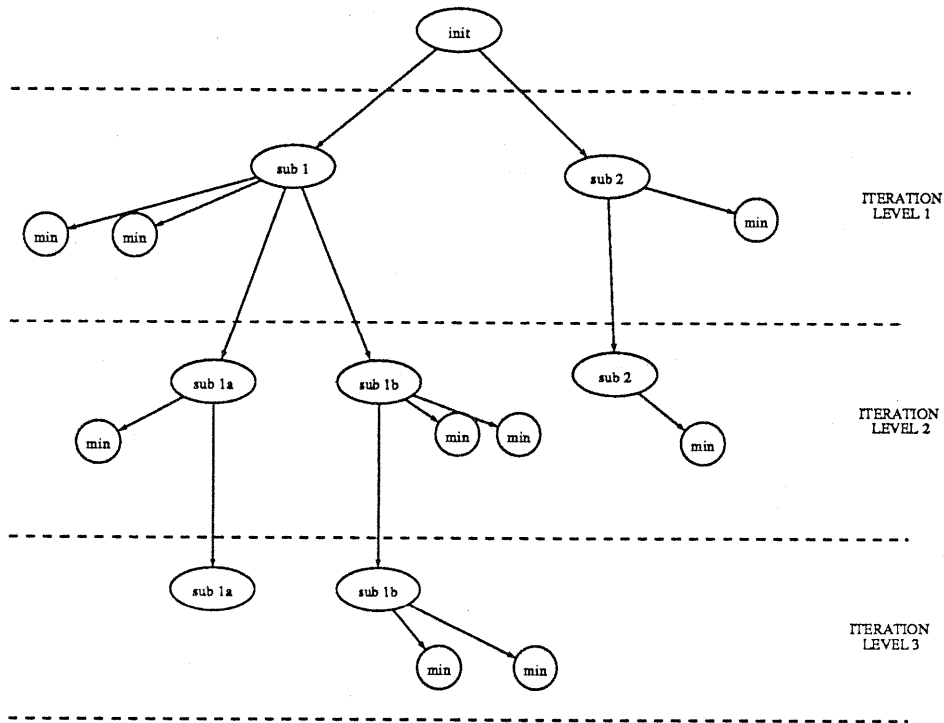 init
sub 1
sub 2
ITERATION
LEVEL 1
min
min
min
sub 1a
sub 1b
sub 2
ITERATION
LEVEL 2
min
min
min
min
sub 1a
sub 1b
ITERATION
LEVEL 3
min
min